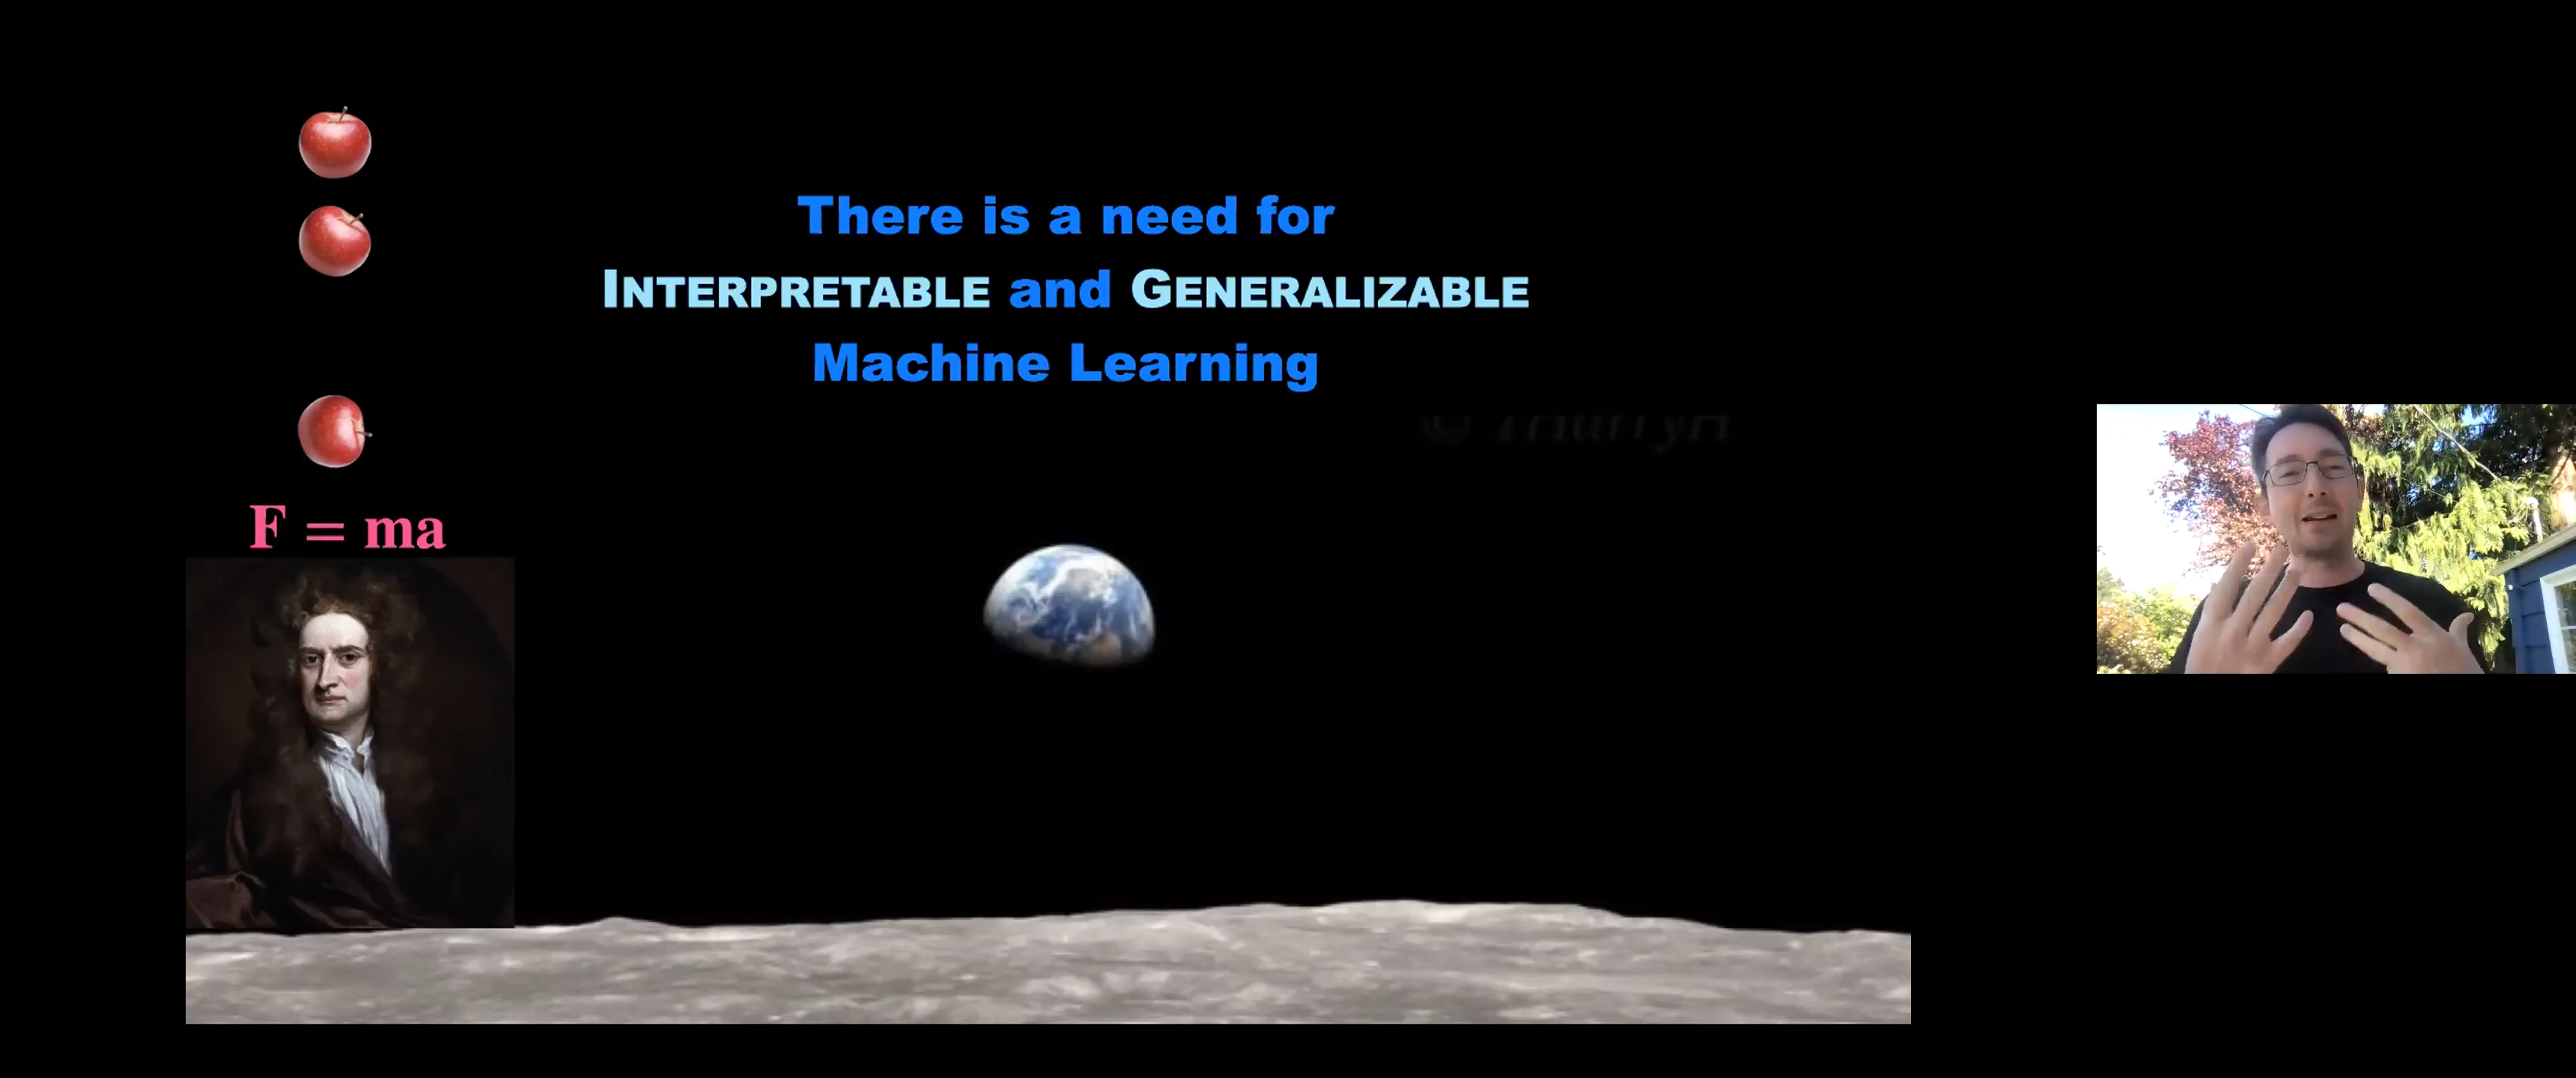 There is a need for
INTERPRETABLE and GENERALIZABLE
Machine Learning
F = ma